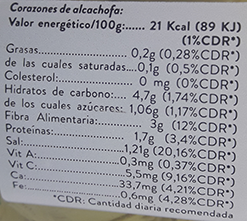 Corazones de alcachofa:
Valor energético/100g: 21 Kcal (89 KJ)
(1%CDR*)
Grasas 0,2g (0,28%CDR*)
de las cuales saturadas....0,1g (0,5%CDR*)
Colesterol: 0 mg (0%CDR*)
Hidratos de carbono:.... 4,7g (1,74%CDR*)
de los cuales azúcares: 1,06g (1,17%CDR*)
Fibra Alimentaria: 3g (12%CDR*)
Proteínas: 1,7g (3,4%CDR*)
Sal: 1,21g (20,16%CDR*)
Vit A: 0,3mg (0,37%CDR*)
Vit C: 5,5mg (9,16%CDR*)
Ca: 33,7mg (4,21%CDR*)
Fe: 0,6mg (4,28%CDR*)
*CDR: Cantidad diaria recomendada